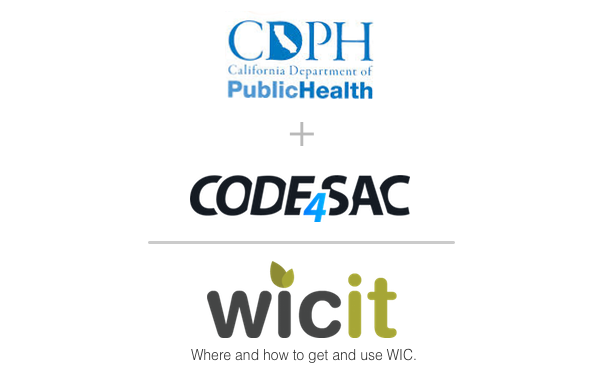 CDPH
California Department of
PublicHealth
+
CODE4SAC
wicit
Where and how to get and use WIC.